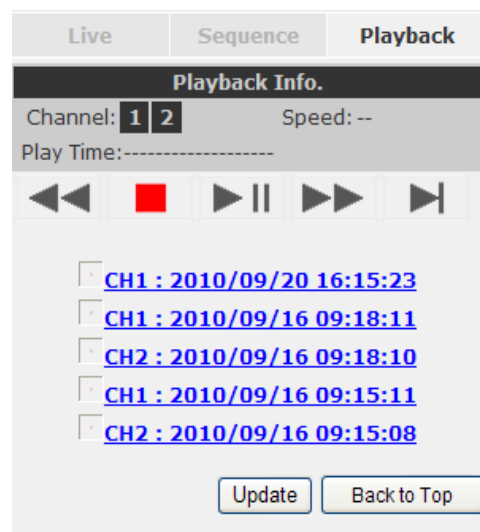 Live Sequence Playback
Playback Info.
Channel: 1 2 Speed: --
Play Time:-------------------
CH1 : 2010/09/20 16:15:23
CH1 : 2010/09/16 09:18:11
CH2 : 2010/09/16 09:18:10
CH1 : 2010/09/16 09:15:11
CH2 : 2010/09/16 09:15:08
Update Back to Top